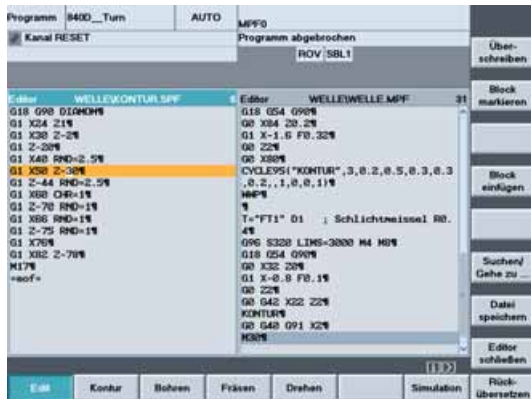 Programm 840D__Turn AUTO MPF0
Kanal RESET Programm abgebrochen
ROV SBL1
Editor WELLE\KONTUR.SPF 6
G18 G90 DIAMON¶
G1 X24 Z1¶
G1 X30 Z-2¶
G1 Z-20¶
G1 X40 RND=2.5¶
G1 X50 Z-30¶
G1 Z-44 RND=2.5¶
G1 X60 CHR=1¶
G1 Z-70 RND=1¶
G1 X66 RND=1¶
G1 Z-75 RND=1¶
G1 X76¶
G1 X82 Z-78¶
M17¶
=eof=
Editor WELLE\WELLE.MPF 31
G18 G54 G90¶
G0 X84 Z0.2¶
G1 X-1.6 F0.32¶
G0 Z2¶
G0 X80¶
CYCLE95("KONTUR",3,0.2,0.5,0.3,0.3
,0.2,,1,0,0,1)¶
¶
T="FT1" D1 ; Schlichtmeissel R0.
4¶
G96 S320 LIMS=3000 M4 M8¶
G18 G54 G90¶
G0 X32 Z0¶
G1 X-0.8 F0.1¶
G0 Z2¶
G0 G42 X22 Z2¶
KONTUR¶
G0 G40 G91 X2¶
M30¶
Über-
schreiben
Block
markieren
Block
einfügen
Suchen/
Gehe zu ...
Datei
speichern
Editor
schließen
Rück-
übersetzen
Edit Kontur Bohren Fräsen Drehen Simulation